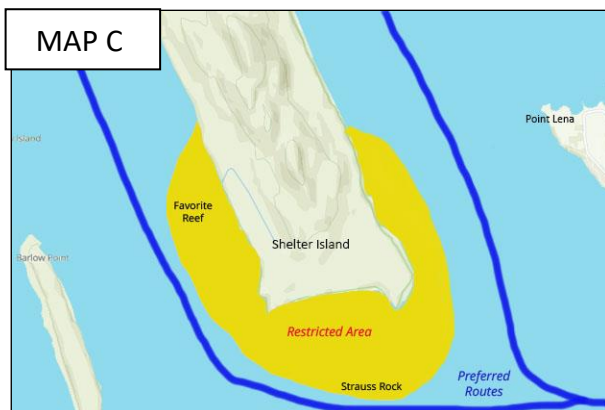 MAP C
Point Lena
Island
Favorite
Reef
Shelter Island
Barlow Point
Restricted Area
Preferred
Routes
Strauss Rock